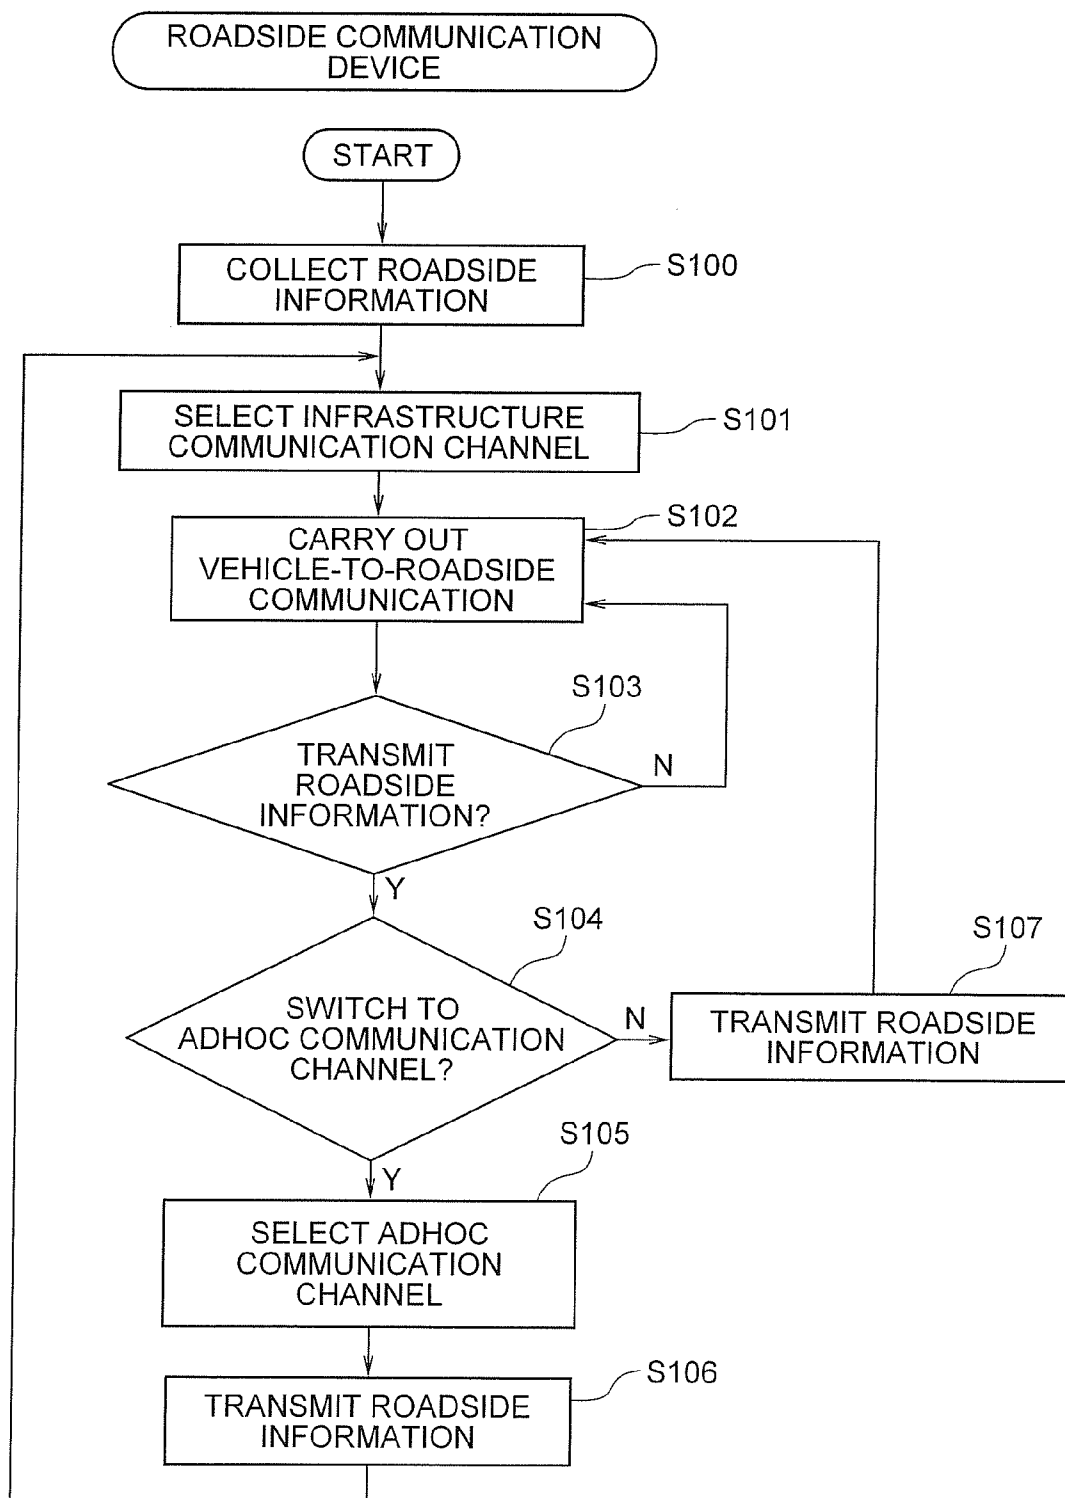 ROADSIDE COMMUNICATION
DEVICE
START
COLLECT ROADSIDE
INFORMATION
S100
SELECT INFRASTRUCTURE
COMMUNICATION CHANNEL
S101
CARRY OUT
VEHICLE-TO-ROADSIDE
COMMUNICATION
S102
S103
TRANSMIT
ROADSIDE
INFORMATION?
N
Y
S104
SWITCH TO
ADHOC COMMUNICATION
CHANNEL?
N
S107
TRANSMIT ROADSIDE
INFORMATION
Y
S105
SELECT ADHOC
COMMUNICATION
CHANNEL
S106
TRANSMIT ROADSIDE
INFORMATION